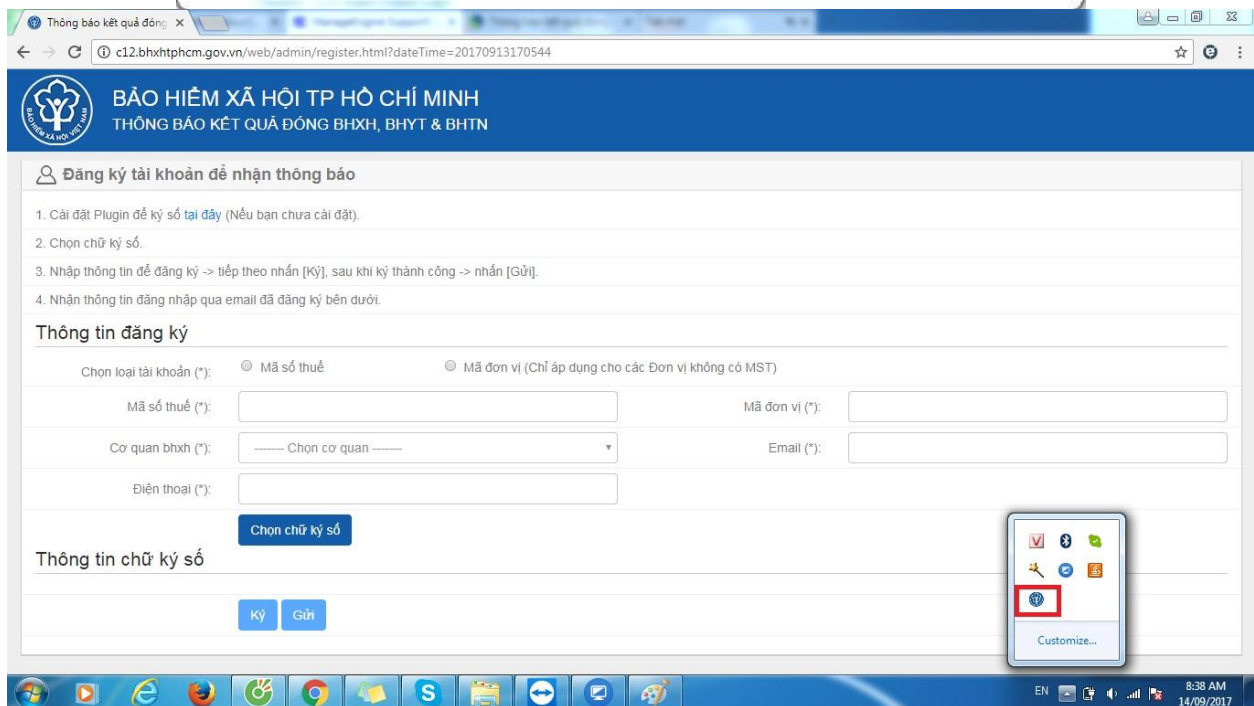 Thông báo kết quả đóng
c12.bhxhtphcm.gov.vn/web/admin/register.html?dateTime=20170913170544
BẢO HIỂM XÃ HỘI TP HỒ CHÍ MINH
THÔNG BÁO KẾT QUẢ ĐÓNG BHXH, BHYT & BHTN
Đăng ký tài khoản để nhận thông báo
1. Cài đặt Plugin để ký số tại đây (Nếu bạn chưa cài đặt).
2. Chọn chữ ký số.
3. Nhập thông tin để đăng ký -> tiếp theo nhấn [Ký], sau khi ký thành công -> nhấn [Gửi].
4. Nhận thông tin đăng nhập qua email đã đăng ký bên dưới.
Thông tin đăng ký
Chọn loại tài khoản (*): Mã số thuế Mã đơn vị (Chỉ áp dụng cho các Đơn vị không có MST)
Mã số thuế (*): Mã đơn vị (*):
Cơ quan bhxh (*): ------- Chọn cơ quan ------- Email (*):
Điện thoại (*):
Chọn chữ ký số
Thông tin chữ ký số
Ký Gửi
Customize...
EN 8:38 AM
14/09/2017